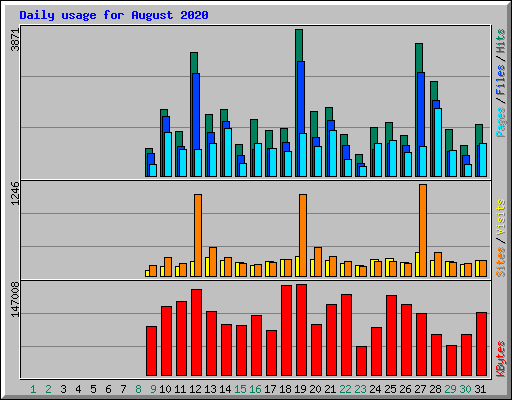 Daily usage for August 2020
3871
Pages / Files / Hits
1246
Sites / Visits
147008
KBytes
1 2 3 4 5 6 7 8 9 10 11 12 13 14 15 16 17 18 19 20 21 22 23 24 25 26 27 28 29 30 31